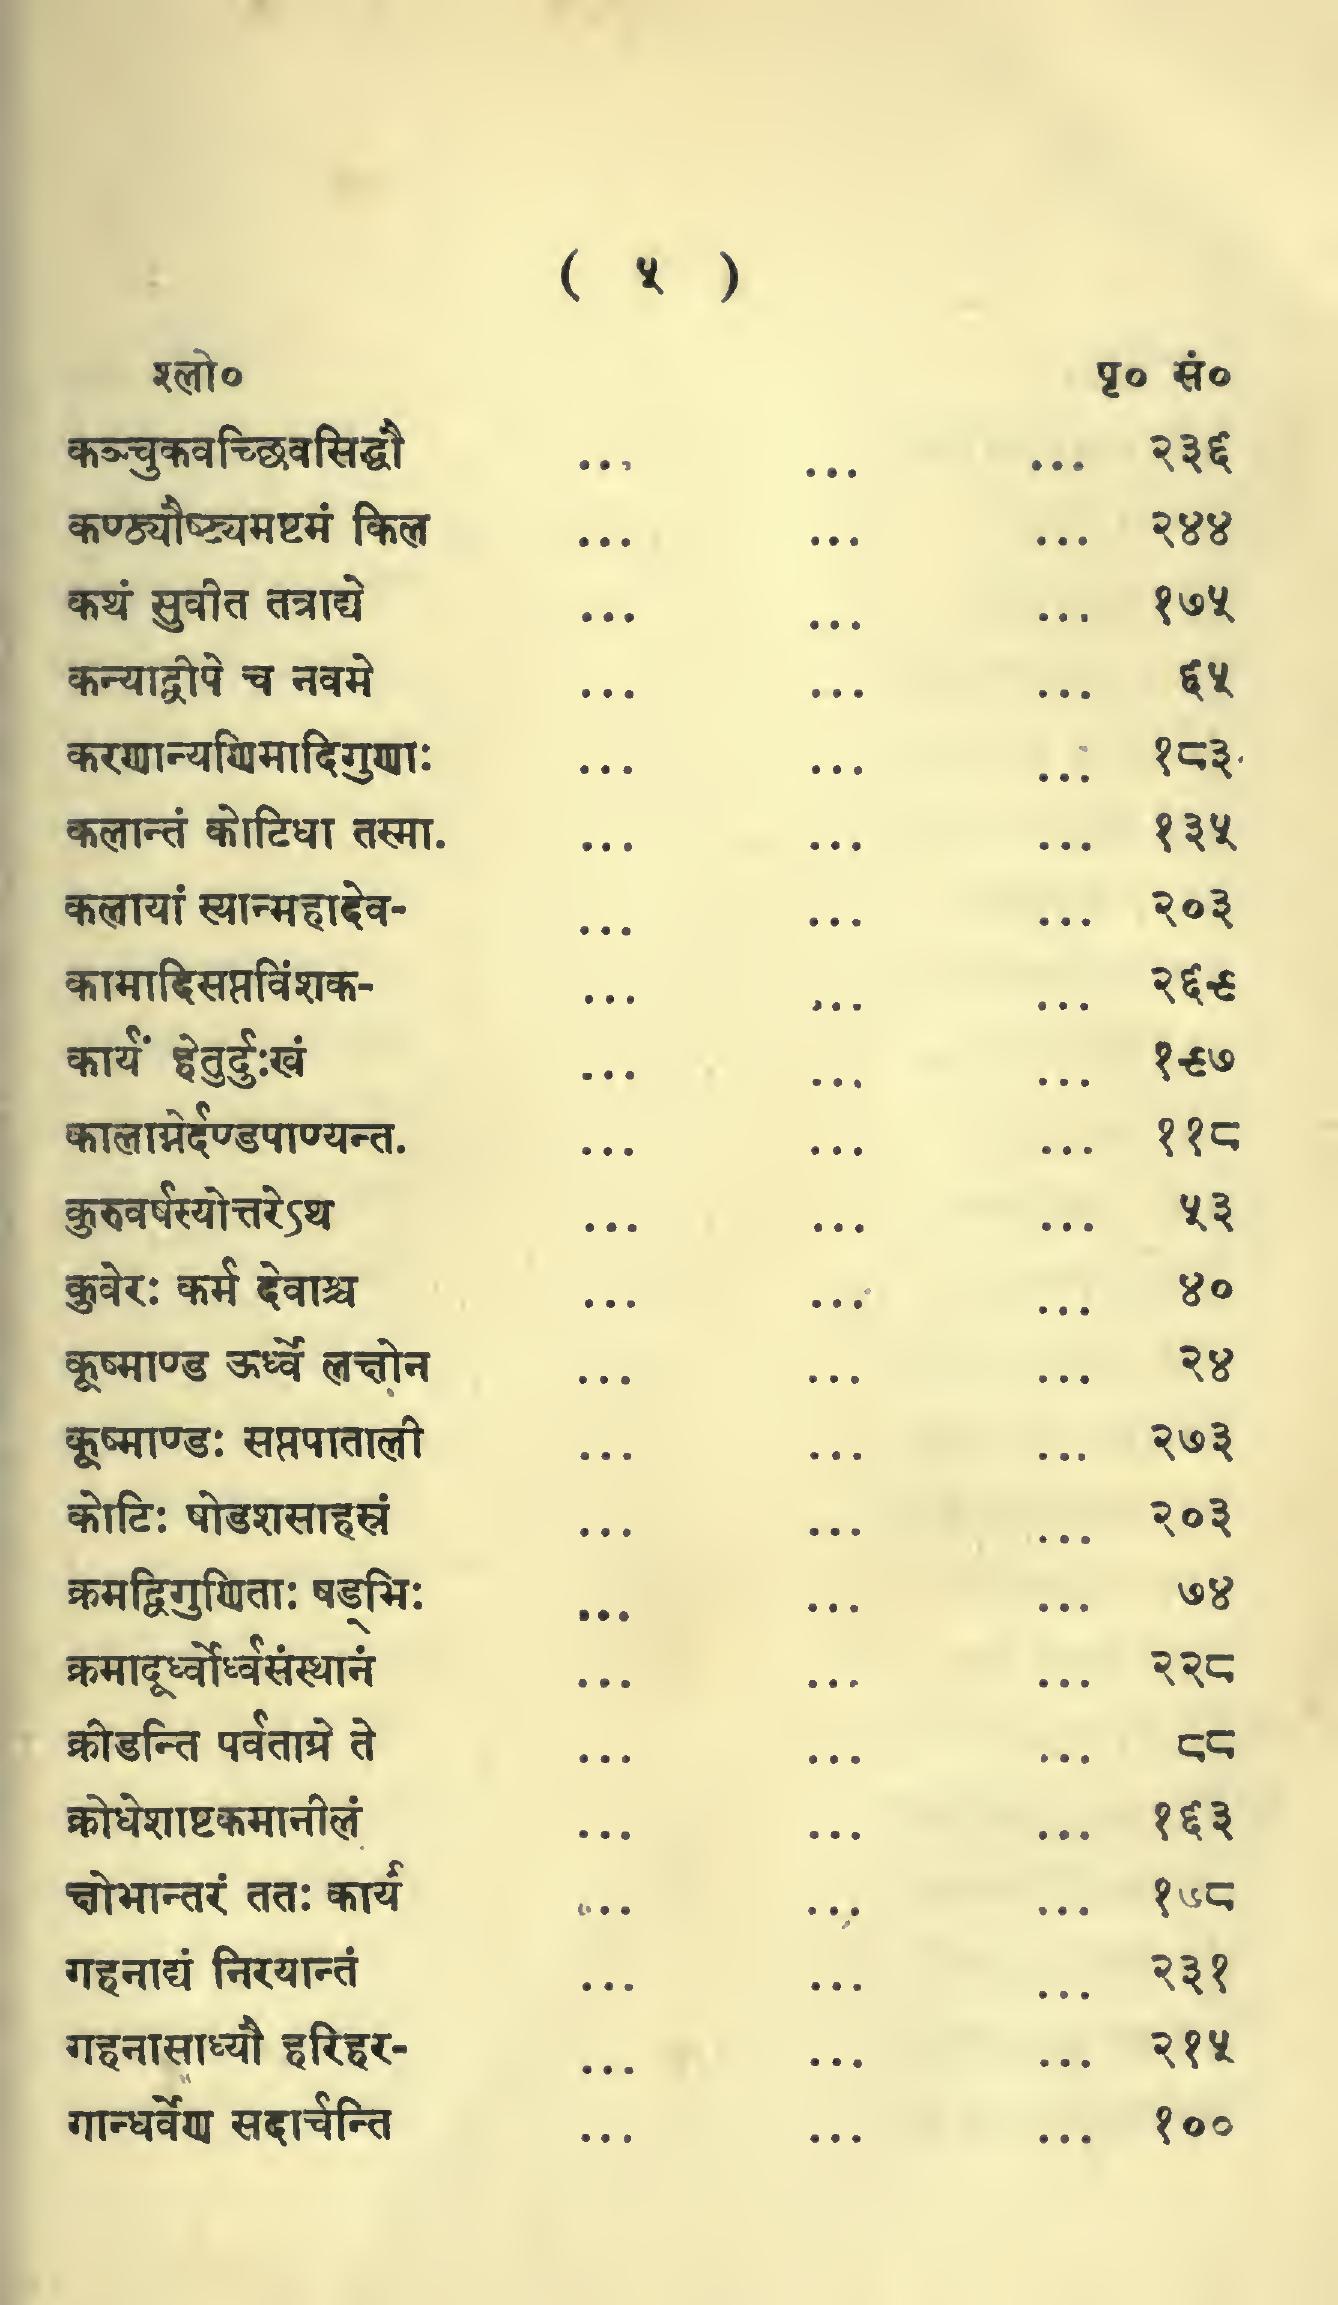 ( ५ )
श्लो० पृ० सं०
कञ्चुकवच्छिवसिद्धौ ... ... ... २३६
कण्ठ्यौष्ट्यमष्टमं किल ... ... ... २४४
कथं सुवीत तत्राद्ये ... ... ... १७५
कन्याद्वीपे च नवमे ... ... ... ६५
करणान्यणिमादिगुणाः ... ... ... १८३
कलान्तं कोटिधा तस्मा. ... ... ... १३५
कलायां स्यान्महादेव- ... ... ... २०३
कामादिसप्तविंशक- ... ... ... २६९
कार्यं हेतुर्दुःखं ... ... ... १९७
कालाग्नेर्दण्डपाण्यन्त. ... ... ... ११८
कुरुवर्षस्योत्तरेऽथ ... ... ... ५३
कुवेरः कर्म देवाश्च ... ... ... ४०
कूष्माण्ड ऊर्ध्वे लक्षोन ... ... ... २४
कूष्माण्डः सप्तपाताली ... ... ... २७३
कोटिः षोडशसाहस्रं ... ... ... २०३
क्रमद्विगुणिताः षड्भिः ... ... ... ७४
क्रमादूर्ध्वोर्ध्वसंस्थानं ... ... ... २२८
क्रीडन्ति पर्वताग्रे ते ... ... ... ८८
क्रोधेशाष्टकमानीलं ... ... ... १६३
क्षोभान्तरं ततः कार्यं ... ... ... १७८
गहनाद्यं निरयान्तं ... ... ... २३१
गहनासाध्यौ हरिहर- ... ... ... २१५
गान्धर्वेण सदार्चन्ति ... ... ... १००